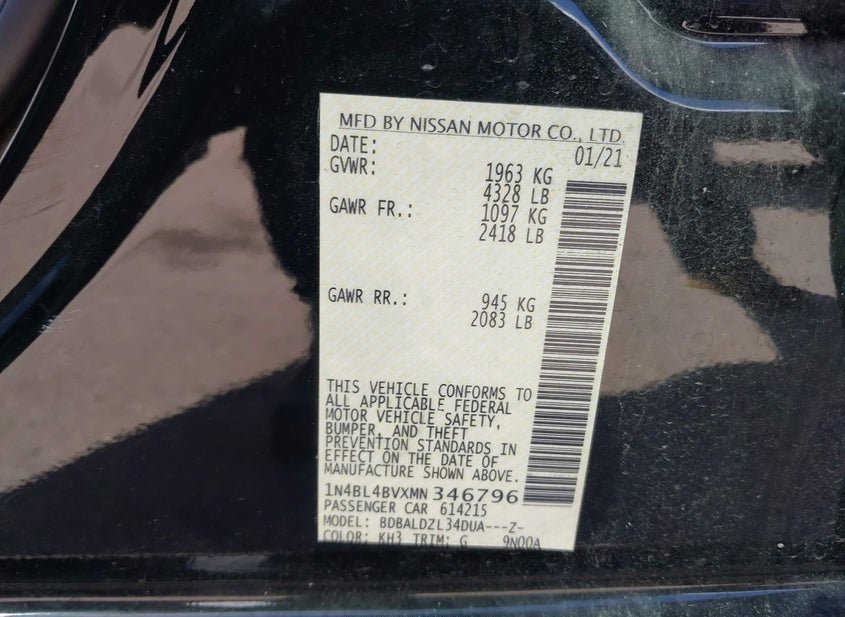 MFD BY NISSAN MOTOR CO., LTD.
DATE: 01/21
GVWR: 1963 KG
4328 LB
GAWR FR.: 1097 KG
2418 LB
GAWR RR.: 945 KG
2083 LB
THIS VEHICLE CONFORMS TO
ALL APPLICABLE FEDERAL
MOTOR VEHICLE SAFETY,
BUMPER, AND THEFT
PREVENTION STANDARDS IN
EFFECT ON THE DATE OF
MANUFACTURE SHOWN ABOVE.
1N4BL4BVXMN346796
PASSENGER CAR 614215
MODEL: BDBALDZL34DUA---Z-
COLOR: KH3 TRIM: G 9N00A